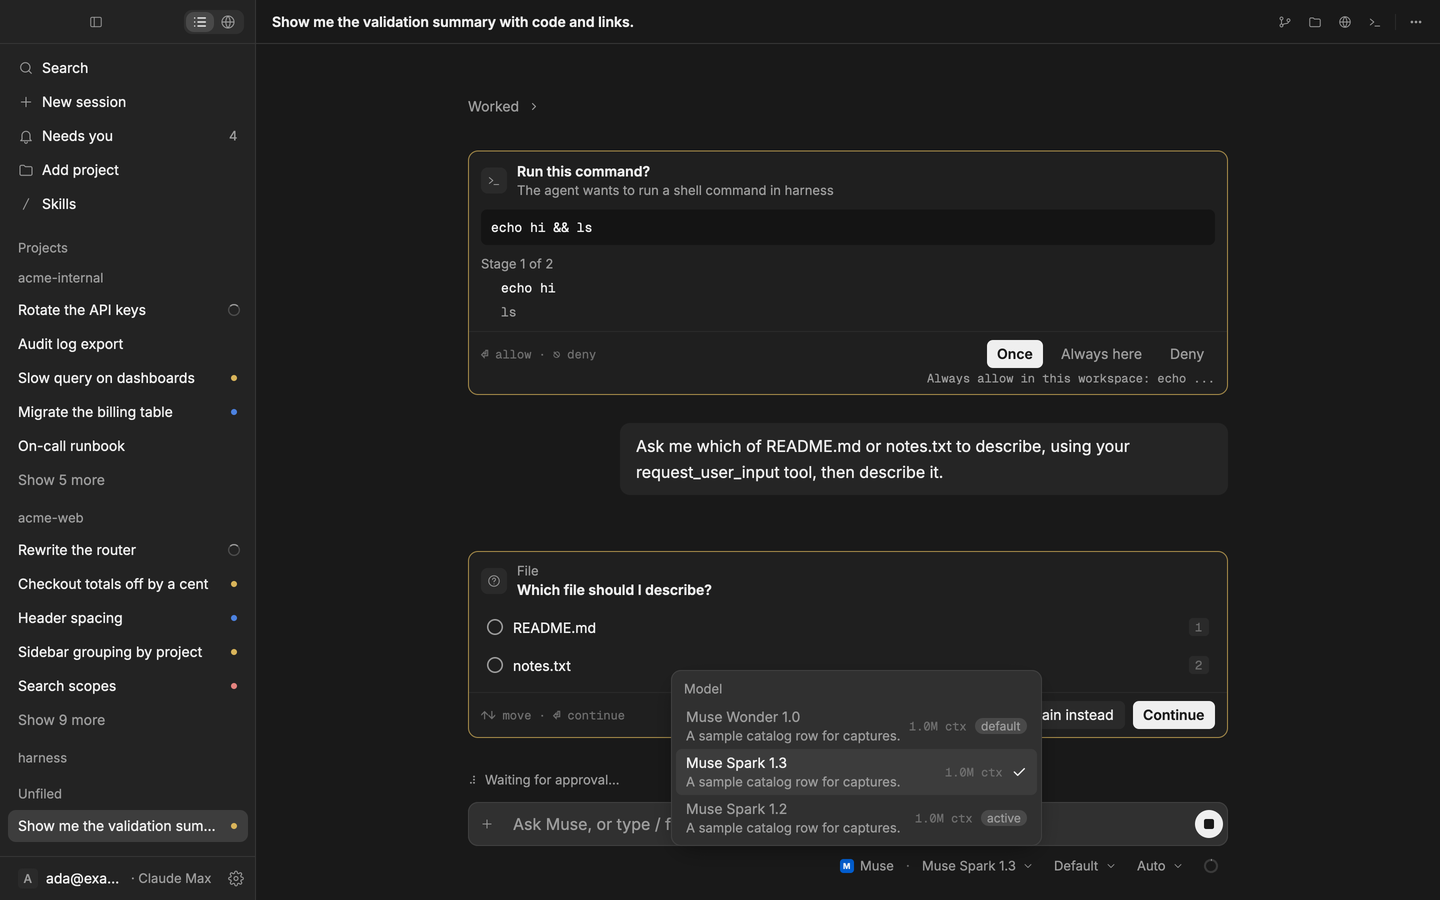 Show me the validation summary with code and links.
Search
New session
Needs you 4
Add project
Skills
Projects
acme-internal
Rotate the API keys
Audit log export
Slow query on dashboards
Migrate the billing table
On-call runbook
Show 5 more
acme-web
Rewrite the router
Checkout totals off by a cent
Header spacing
Sidebar grouping by project
Search scopes
Show 9 more
harness
Unfiled
Show me the validation sum...
A ada@exa... · Claude Max
Worked
Run this command?
The agent wants to run a shell command in harness
echo hi && ls
Stage 1 of 2
echo hi
ls
allow · deny
Once Always here Deny
Always allow in this workspace: echo ...
Ask me which of README.md or notes.txt to describe, using your
request_user_input tool, then describe it.
File
Which file should I describe?
README.md 1
notes.txt 2
move · continue
ain instead Continue
Model
Muse Wonder 1.0
A sample catalog row for captures.
1.0M ctx default
Muse Spark 1.3
A sample catalog row for captures.
1.0M ctx
Muse Spark 1.2
A sample catalog row for captures.
1.0M ctx active
Waiting for approval...
Ask Muse, or type / f
M Muse · Muse Spark 1.3 Default Auto